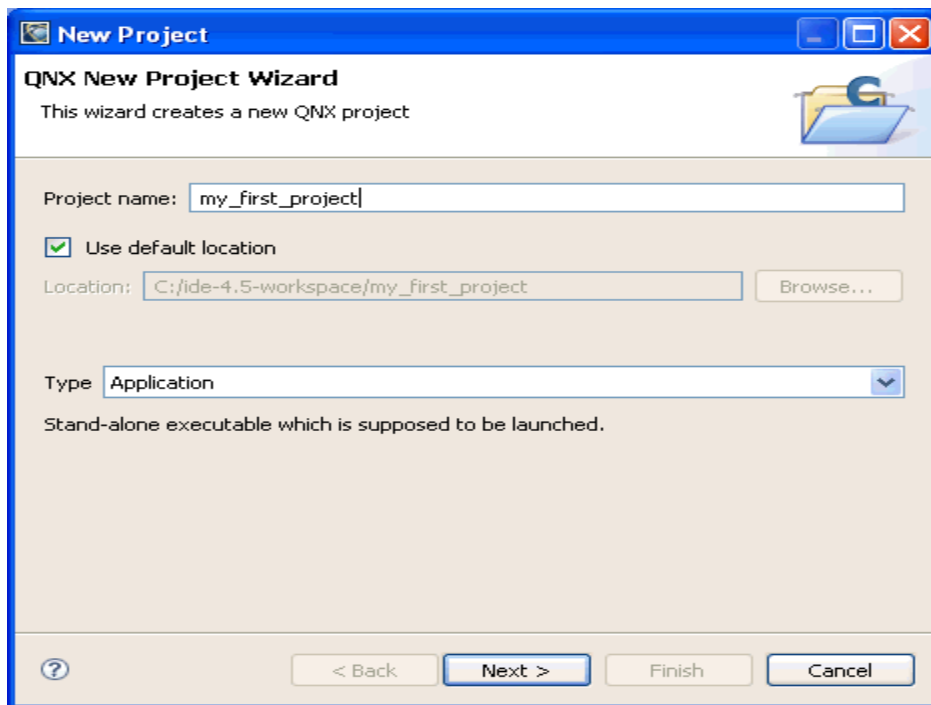 New Project
QNX New Project Wizard
This wizard creates a new QNX project
Project name: my_first_project
Use default location
Location: C:/ide-4.5-workspace/my_first_project Browse...
Type Application
Stand-alone executable which is supposed to be launched.
? < Back Next > Finish Cancel